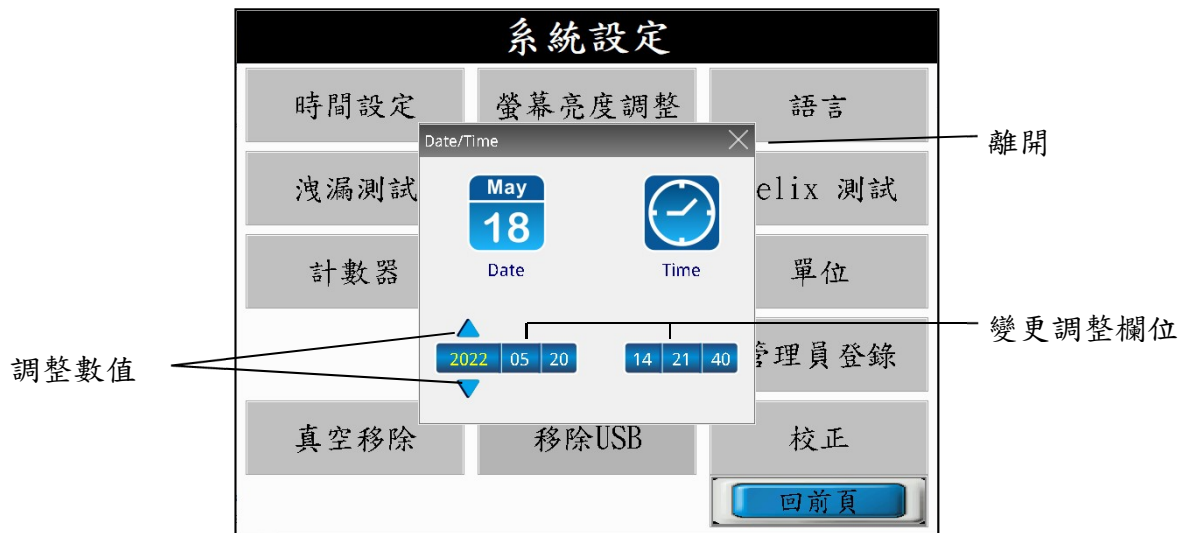 系統設定
時間設定
螢幕亮度調整
語言
離開
Date/Time
洩漏測試
May
18
elix 測試
Date
Time
計數器
單位
變更調整欄位
調整數值
2022 05 20
14 21 40
管理員登錄
真空移除
移除USB
校正
回前頁